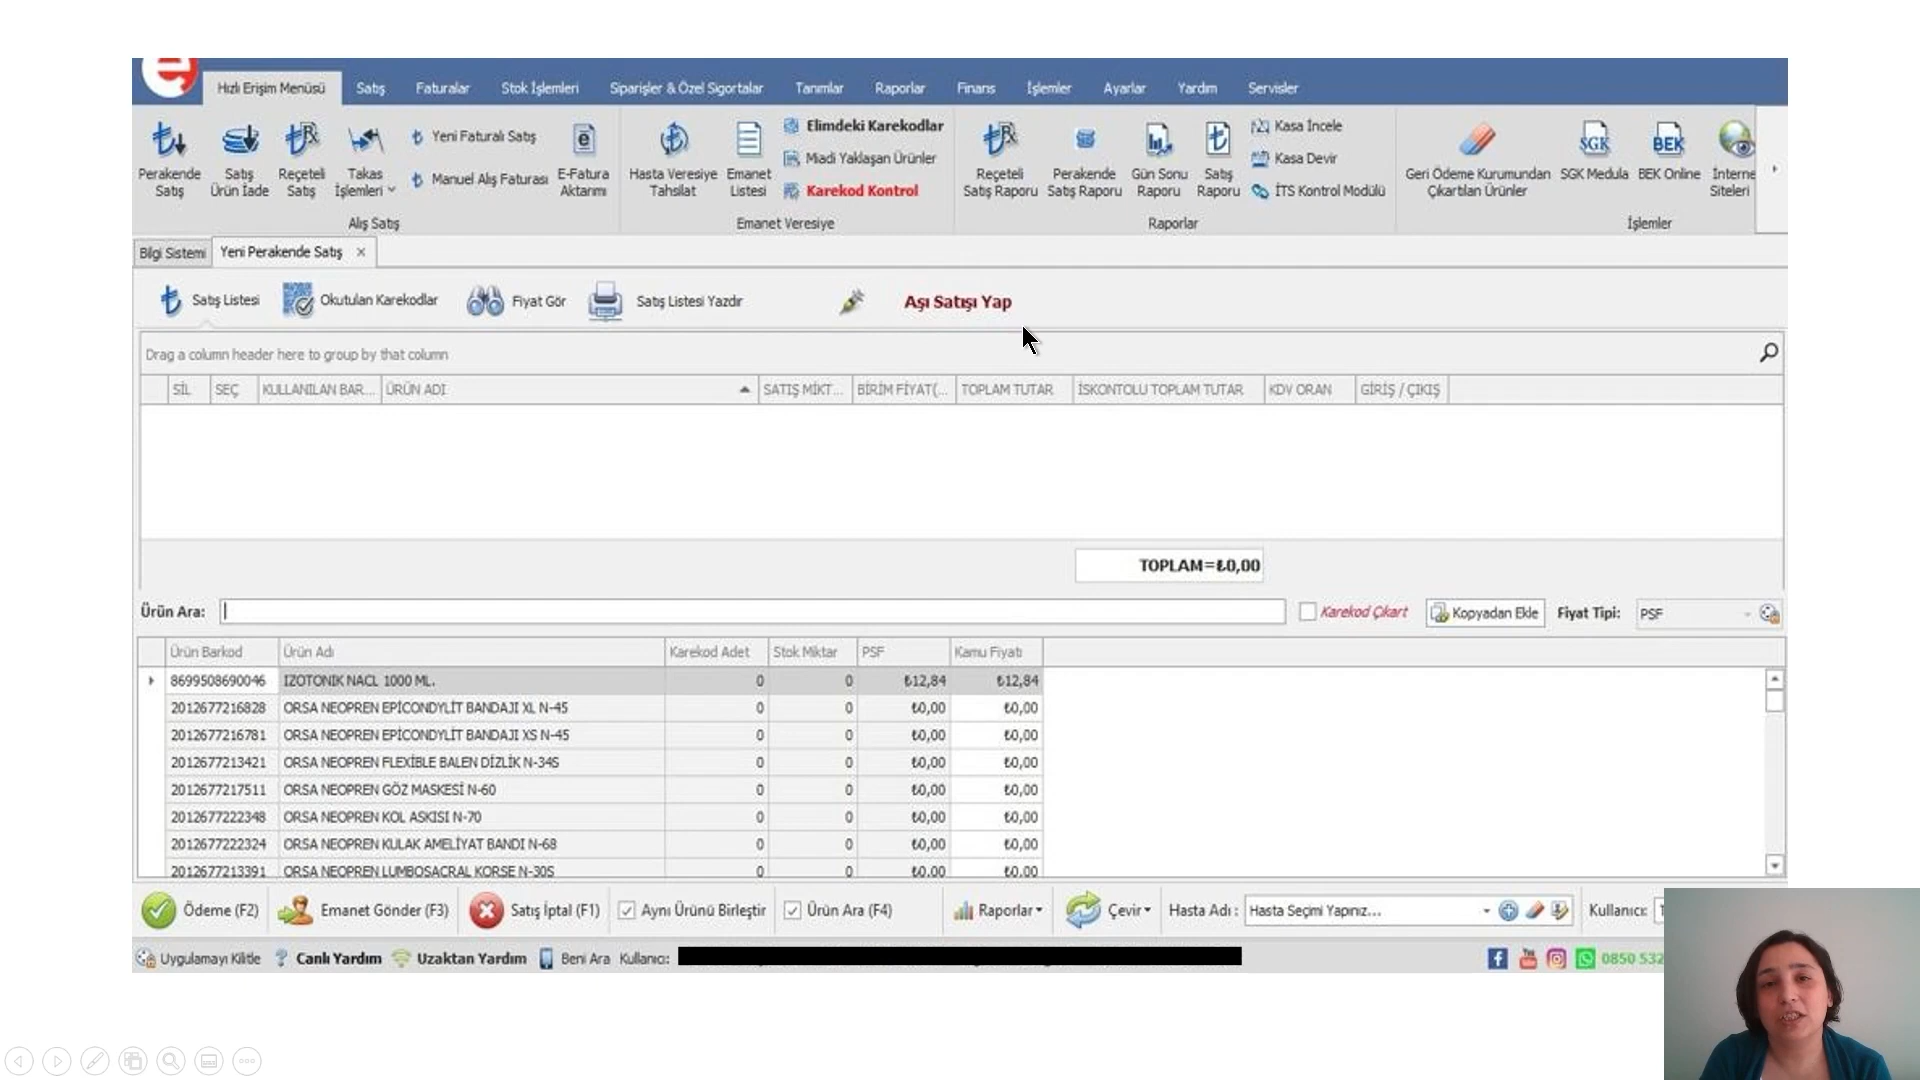 Hızlı Erişim Menüsü Satış Faturalar Stok İşlemleri Siparişler & Özel Sigortalar Tanımlar Raporlar Finans İşlemler Ayarlar Yardım Servisler
Perakende Satış
Satış Ürün İade
Reçeteli Satış
Takas İşlemleri
Yeni Faturalı Satış
Manuel Alış Faturası
E-Fatura Aktarımı
Alış Satış
Hasta Veresiye Tahsilat
Emanet Listesi
Elimdeki Karekodlar
Miadi Yaklaşan Ürünler
Karekod Kontrol
Emanet Veresiye
Reçeteli Satış Raporu
Perakende Satış Raporu
Gün Sonu Raporu
Satış Raporu
Kasa İncele
Kasa Devir
İTS Kontrol Modülü
Raporlar
Geri Ödeme Kurumundan Çıkartılan Ürünler
SGK
SGK Medula
BEK
BEK Online
Interne Siteleri
İşlemler
Bilgi Sistemi Yeni Perakende Satış
Satış Listesi Okutulan Karekodlar Fiyat Gör Satış Listesi Yazdır Aşı Satışı Yap
Drag a column header here to group by that column
SİL SEÇ KULLANILAN BAR... ÜRÜN ADI SATIŞ MİKT... BİRİM FİYAT(... TOPLAM TUTAR İSKONTOLU TOPLAM TUTAR KDV ORAN GİRİŞ / ÇIKIŞ
TOPLAM=₺0,00
Ürün Ara: Karekod Çıkart Kopyadan Ekle Fiyat Tipi: PSF
Ürün Barkod Ürün Adı Karekod Adet Stok Miktar PSF Kamu Fiyatı
8699508690046 IZOTONIK NACL 1000 ML. 0 0 ₺12,84 ₺12,84
2012677216828 ORSA NEOPREN EPİCONDYLİT BANDAJI XL N-45 0 0 ₺0,00 ₺0,00
2012677216781 ORSA NEOPREN EPİCONDYLİT BANDAJI XS N-45 0 0 ₺0,00 ₺0,00
2012677213421 ORSA NEOPREN FLEXİBLE BALEN DİZLİK N-34S 0 0 ₺0,00 ₺0,00
2012677217511 ORSA NEOPREN GÖZ MASKESİ N-60 0 0 ₺0,00 ₺0,00
2012677222348 ORSA NEOPREN KOL ASKISI N-70 0 0 ₺0,00 ₺0,00
2012677222324 ORSA NEOPREN KULAK AMELİYAT BANDI N-68 0 0 ₺0,00 ₺0,00
2012677213391 ORSA NEOPREN LUMBOSACRAL KORSE N-30S 0 0 ₺0,00 ₺0,00
Ödeme (F2) Emanet Gönder (F3) Satış İptal (F1) Aynı Ürünü Birleştir Ürün Ara (F4) Raporlar Çevir Hasta Adı : Hasta Seçimi Yapınız... Kullanıcı:
Uygulamayı Kilitle Canlı Yardım Uzaktan Yardım Beni Ara Kullanıcı: 0850 532